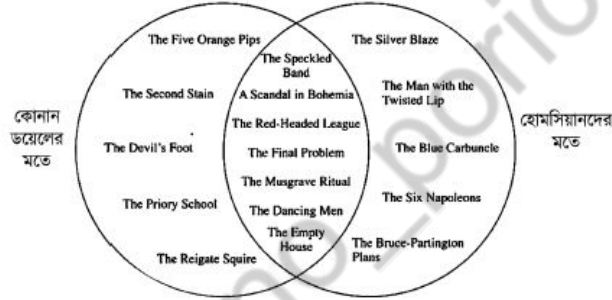 The Five Orange Pips
The Second Stain
The Devil's Foot
The Priory School
The Reigate Squire
The Speckled
Band
A Scandal in Bohemia
The Red-Headed League
The Final Problem
The Musgrave Ritual
The Dancing Men
The Empty
House
The Silver Blaze
The Man with the
Twisted Lip
The Blue Carbuncle
The Six Napoleons
The Bruce-Partington
Plans
কোনান
ডয়েলের
মতে
হোমসিয়ানদের
মতে